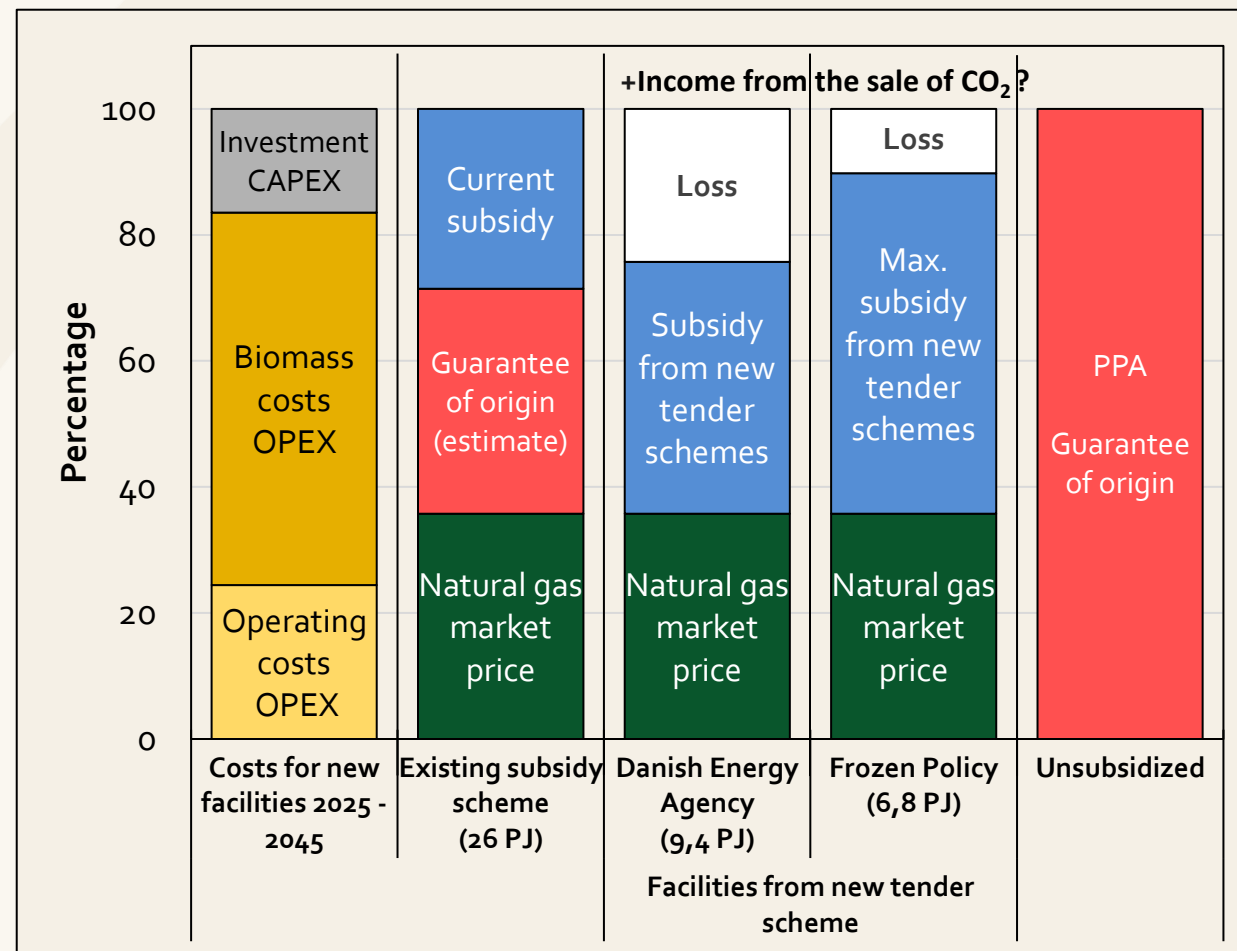 +Income from the sale of CO₂?
Percentage
100
80
60
40
20
0
Investment
CAPEX
Biomass
costs
OPEX
Operating
costs
OPEX
Current
subsidy
Guarantee
of origin
(estimate)
Natural gas
market
price
Loss
Subsidy
from new
tender
schemes
Natural gas
market
price
Loss
Max.
subsidy
from new
tender
schemes
Natural gas
market
price
PPA
Guarantee
of origin
Costs for new
facilities 2025 -
2045
Existing subsidy
scheme
(26 PJ)
Danish Energy
Agency
(9,4 PJ)
Frozen Policy
(6,8 PJ)
Unsubsidized
Facilities from new tender
scheme